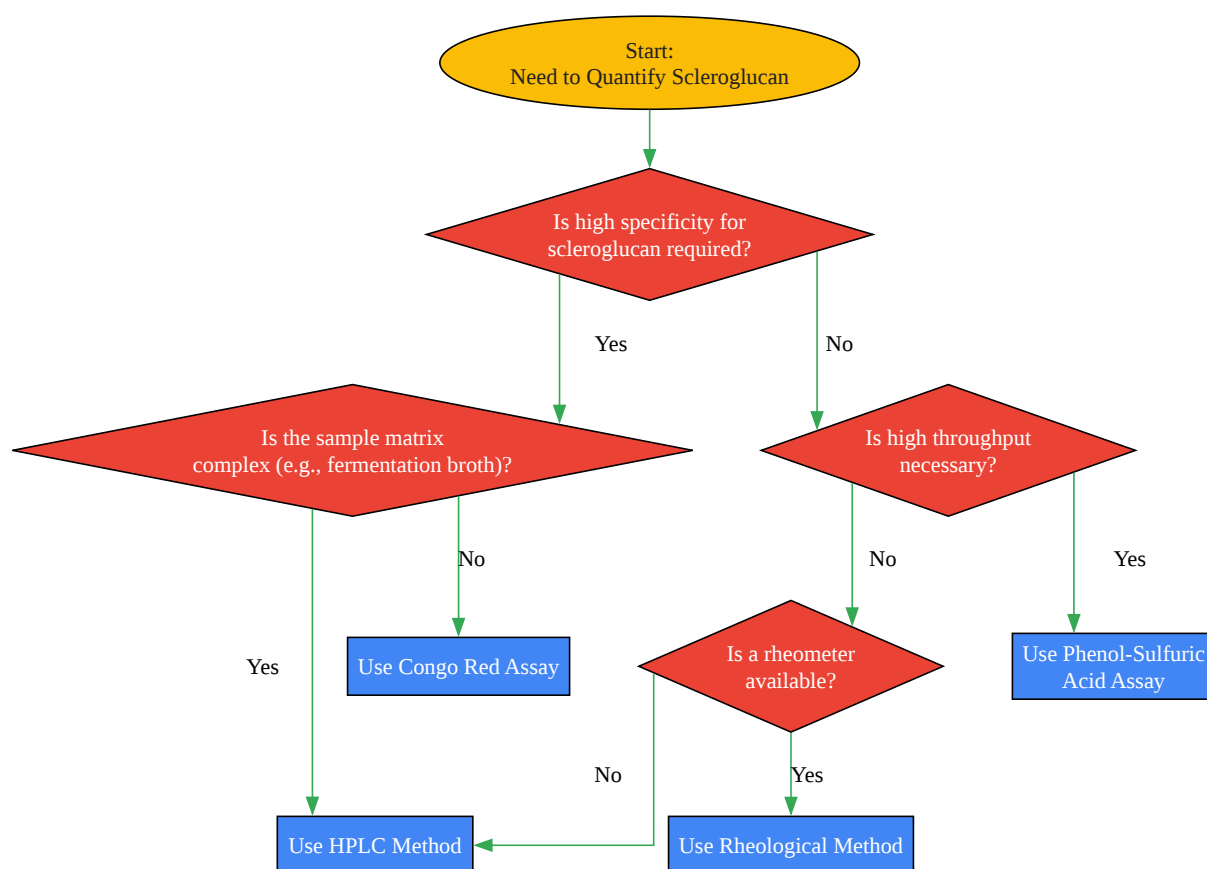 Start:
Need to Quantify Scleroglucan
Is high specificity for
scleroglucan required?
Yes
No
Is the sample matrix
complex (e.g., fermentation broth)?
Is high throughput
necessary?
No
No
Yes
Use Congo Red Assay
Yes
Is a rheometer
available?
Use Phenol-Sulfuric
Acid Assay
No
Yes
Use HPLC Method
Use Rheological Method